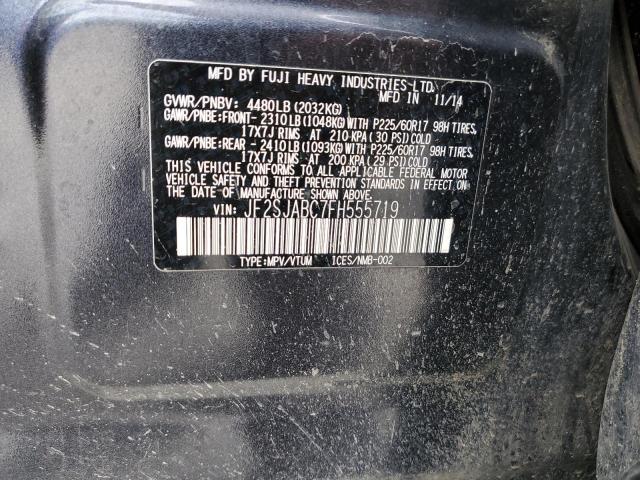 MFD BY FUJI HEAVY INDUSTRIES-LTD.
MFD IN 11/14
GVWR/PNBV: 4480LB(2032KG)
GAWR/PNBE:FRONT-2310LB(1048KG)WITH P225/60R17 98H TIRES,
17X7J RIMS AT 210 KPA(30 PSI)COLD
GAWR/PNBE:REAR -2410LB(1093KG)WITH P225/60R17 98H TIRES,
17X7J RIMS AT 200 KPA(29 PSI)COLD
THIS VEHICLE CONFORMS TO ALL APPLICABLE FEDERAL MOTOR
VEHICLE SAFETY AND BUMPER STANDARDS IN EFFECT ON
THE DATE OF MANUFACTURE SHOWN ABOVE.
VIN: JF2SJABC7FH555719
TYPE:MPV/VTUM ICES/NMB-002